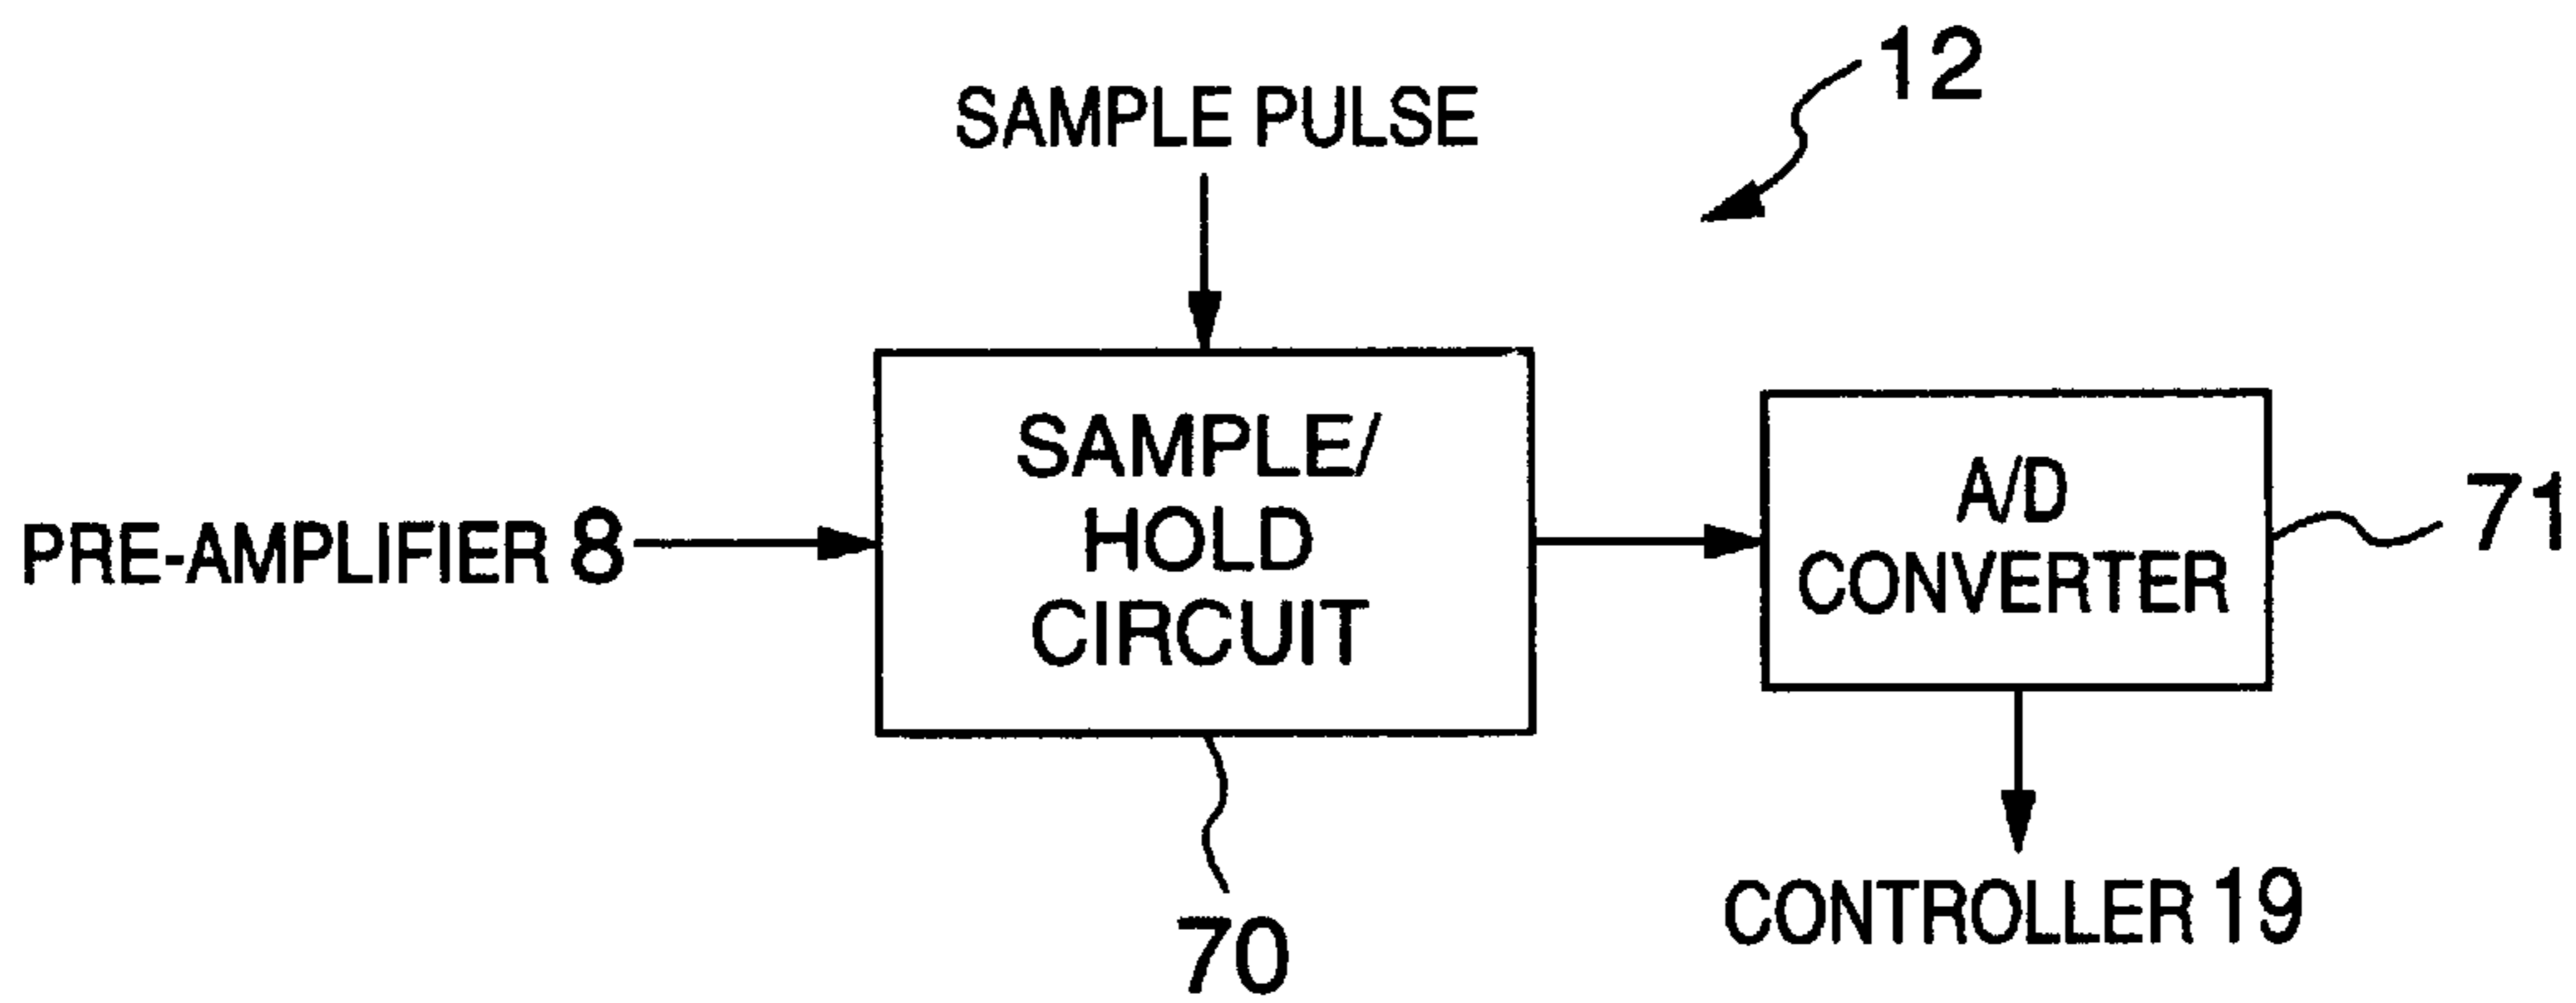 12
SAMPLE PULSE
SAMPLE/
HOLD
CIRCUIT
A/D
CONVERTER
71
PRE-AMPLIFIER 8
70
CONTROLLER 19